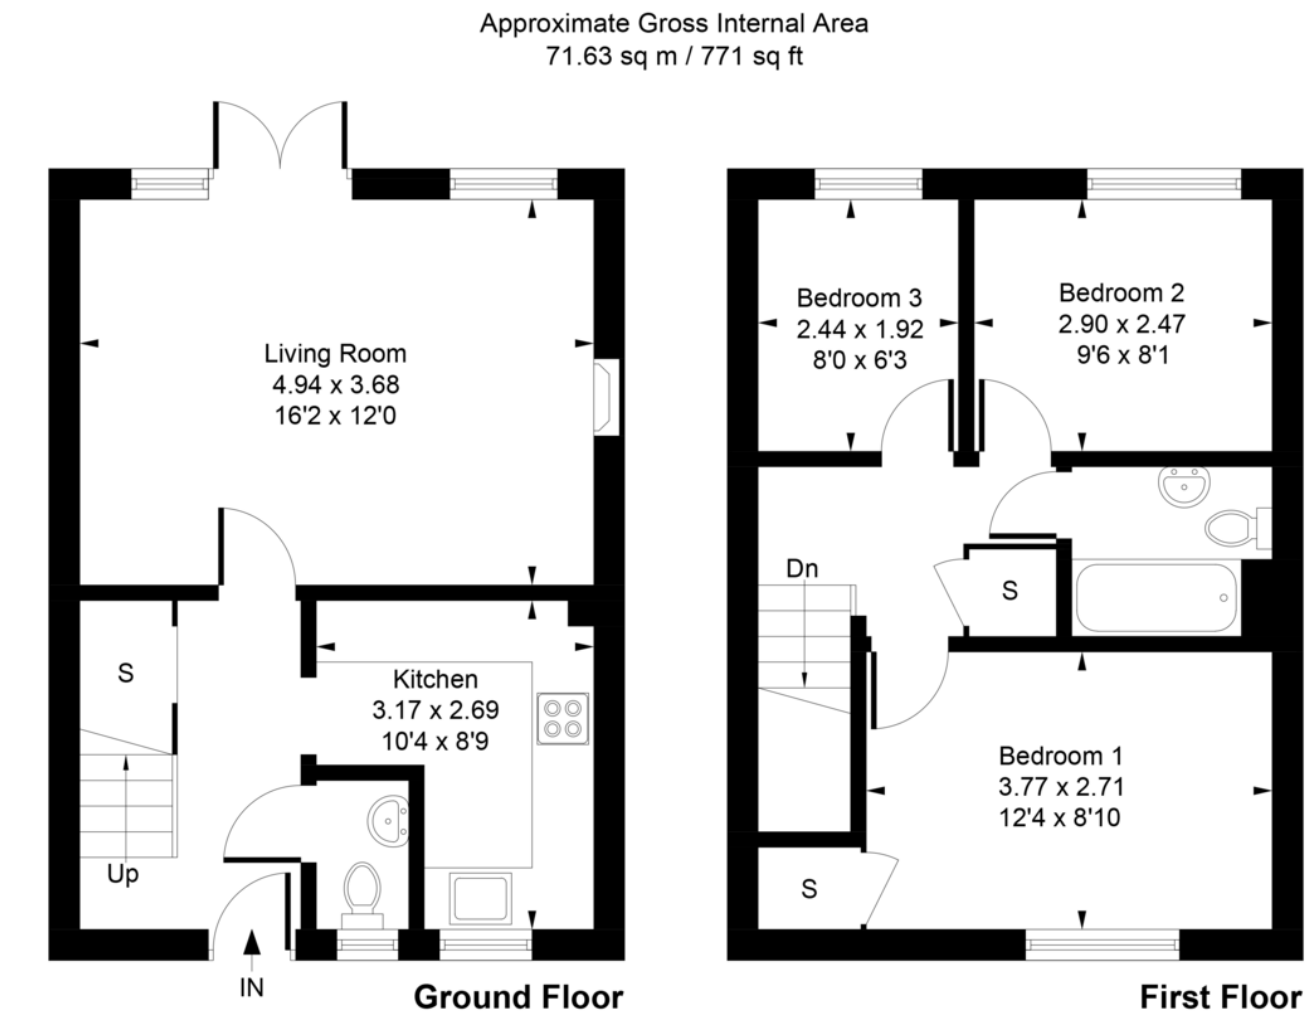 Approximate Gross Internal Area
71.63 sq m / 771 sq ft
Living Room
4.94 x 3.68
16'2 x 12'0
S
Kitchen
3.17 x 2.69
10'4 x 8'9
Up
IN
Ground Floor
Bedroom 3
2.44 x 1.92
8'0 x 6'3
Bedroom 2
2.90 x 2.47
9'6 x 8'1
Dn
S
Bedroom 1
3.77 x 2.71
12'4 x 8'10
S
First Floor